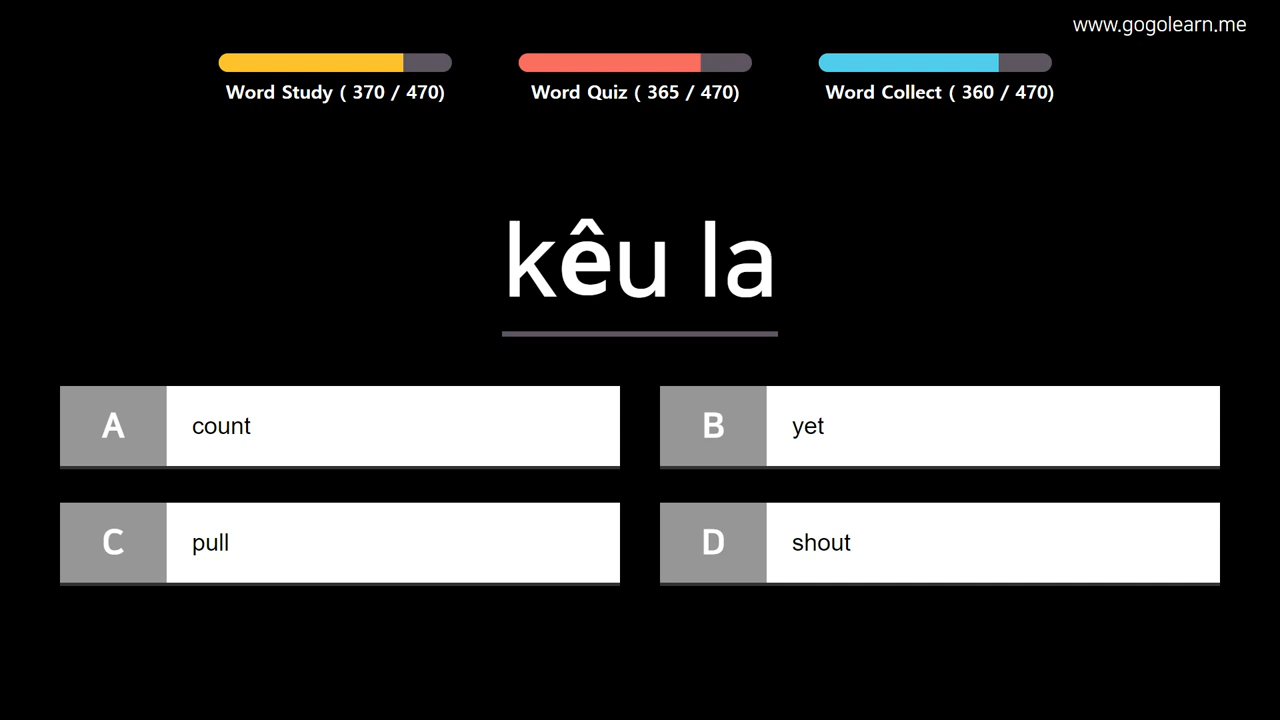 www.gogolearn.me
Word Study ( 370 / 470)
Word Quiz ( 365 / 470)
Word Collect ( 360 / 470)
kêu la
A count
B yet
C pull
D shout